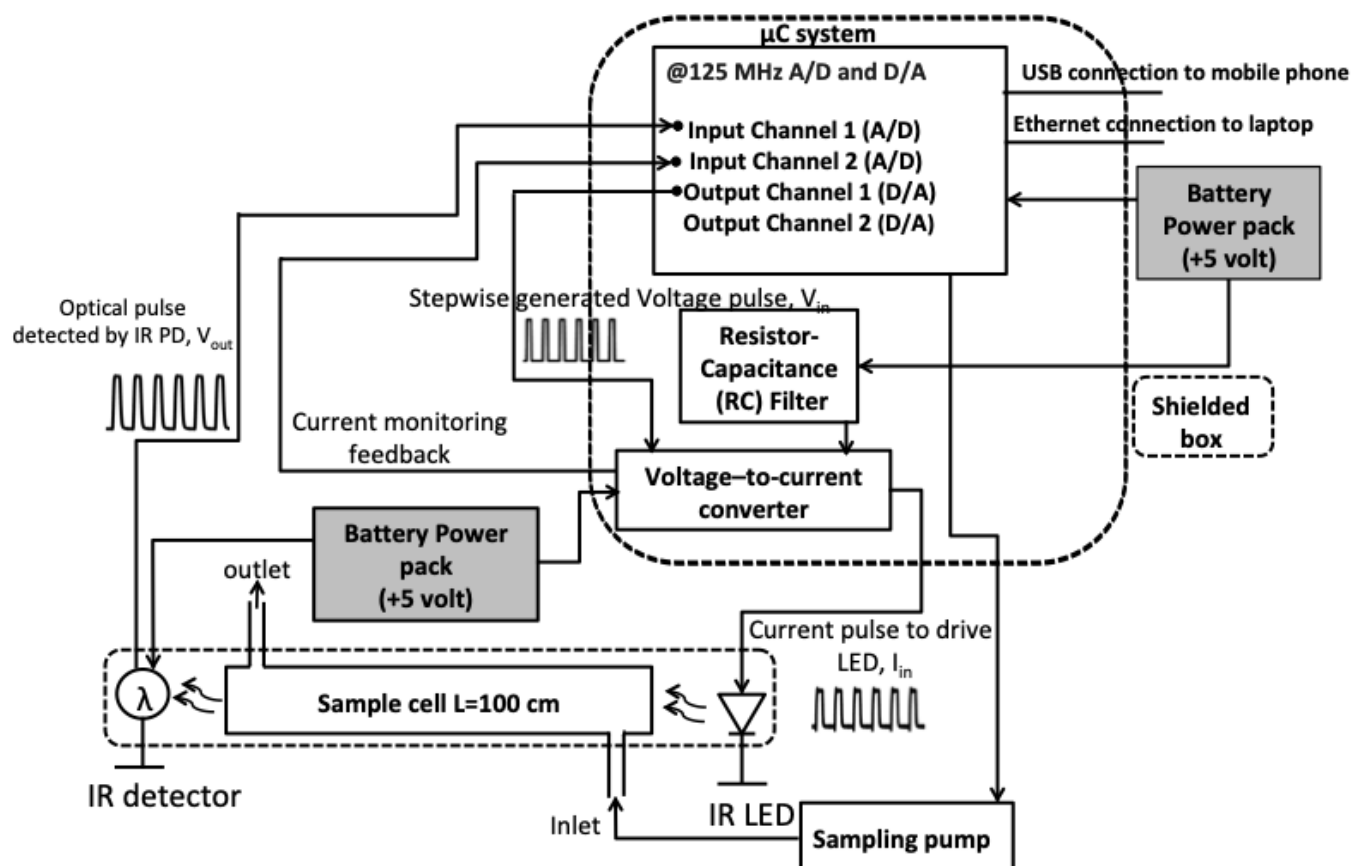 µC system
@125 MHz A/D and D/A
Input Channel 1 (A/D)
Input Channel 2 (A/D)
Output Channel 1 (D/A)
Output Channel 2 (D/A)
USB connection to mobile phone
Ethernet connection to laptop
Battery
Power pack
(+5 volt)
Optical pulse
detected by IR PD, Vout
Stepwise generated Voltage pulse, Vin
Resistor-
Capacitance
(RC) Filter
Shielded
box
Current monitoring
feedback
Voltage–to-current
converter
Battery Power
pack
(+5 volt)
outlet
Current pulse to drive
LED, Iin
λ
Sample cell L=100 cm
IR detector
IR LED
Inlet
Sampling pump